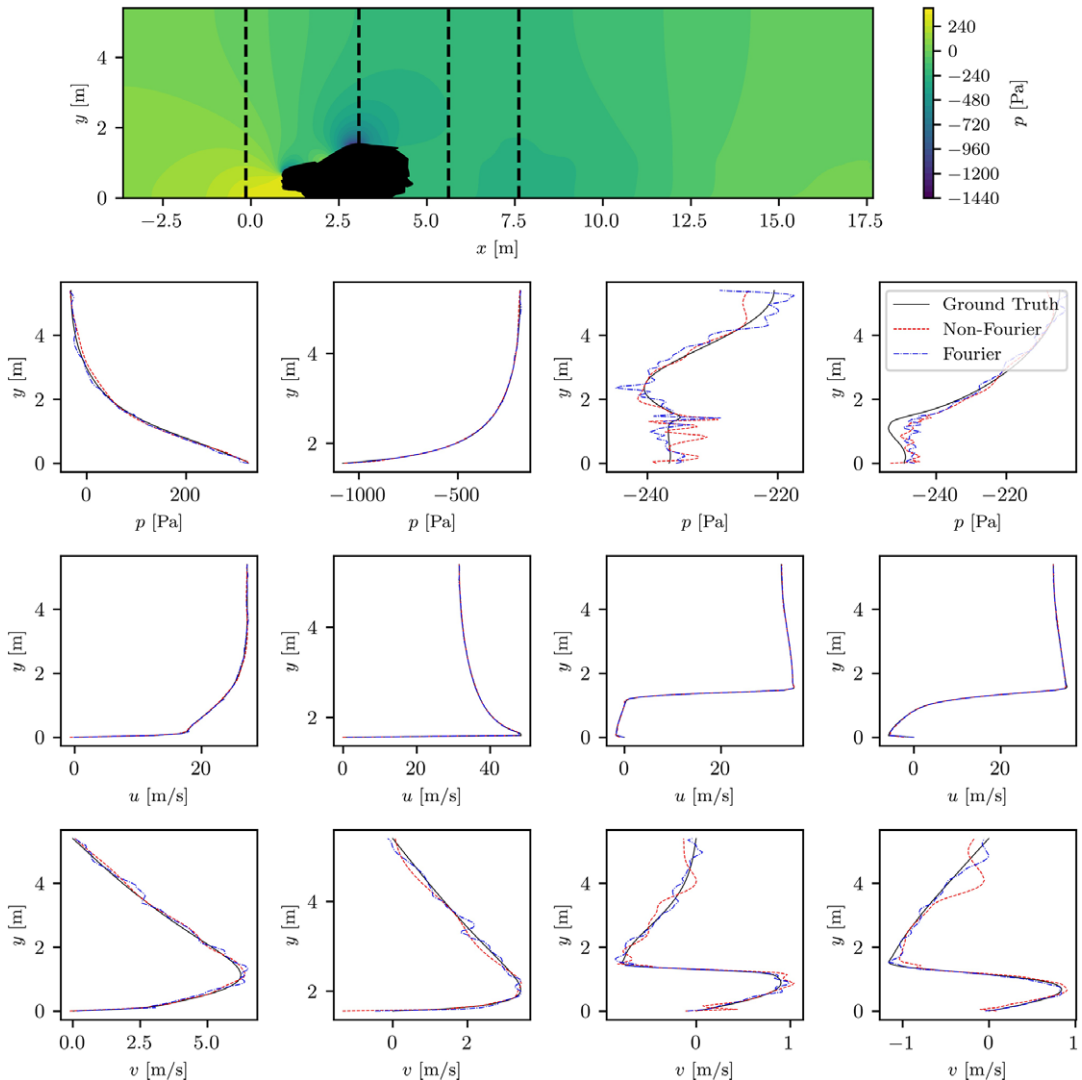 4
2
0
y [m]
−2.5 0.0 2.5 5.0 7.5 10.0 12.5 15.0 17.5
x [m]
240
0
−240
−480
−720
−960
−1200
−1440
p [Pa]
4
2
0
y [m]
0 200
p [Pa]
4
2
y [m]
−1000 −500
p [Pa]
4
2
0
y [m]
−240 −220
p [Pa]
4
2
0
y [m]
−240 −220
p [Pa]
Ground Truth
Non-Fourier
Fourier
4
2
0
y [m]
0 20
u [m/s]
4
2
y [m]
0 20 40
u [m/s]
4
2
0
y [m]
0 20
u [m/s]
4
2
0
y [m]
0 20
u [m/s]
4
2
0
y [m]
0.0 2.5 5.0
v [m/s]
4
2
y [m]
0 2
v [m/s]
4
2
0
y [m]
0 1
v [m/s]
4
2
0
y [m]
−1 0 1
v [m/s]